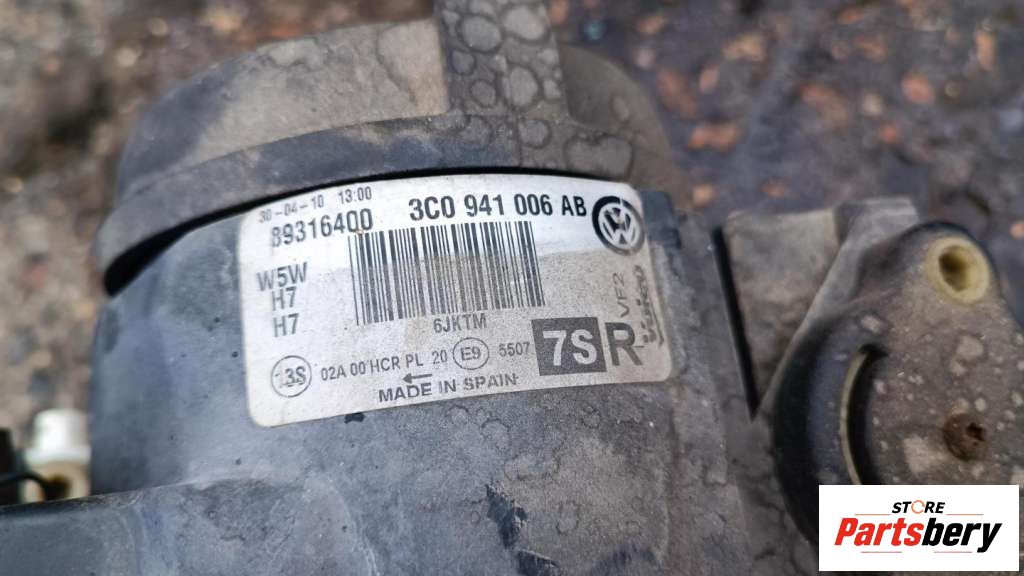 30-04-10 13:00
89316400 3C0 941 006 AB
W5W
H7
H7
6JKTM
VF2
Valeo
13S 02A 00 HCR PL 20 E9 5507 7S R
MADE IN SPAIN
STORE
Partsbery